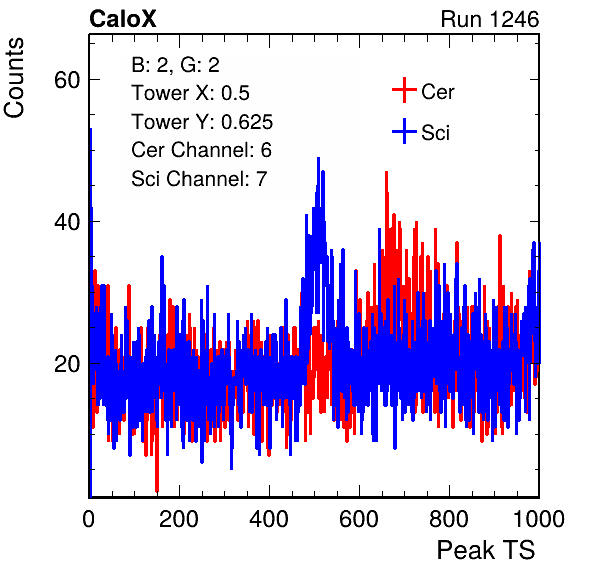 CaloX
Run 1246
Counts
B: 2, G: 2
Tower X: 0.5
Tower Y: 0.625
Cer Channel: 6
Sci Channel: 7
Cer
Sci
60
40
20
0 200 400 600 800 1000
Peak TS